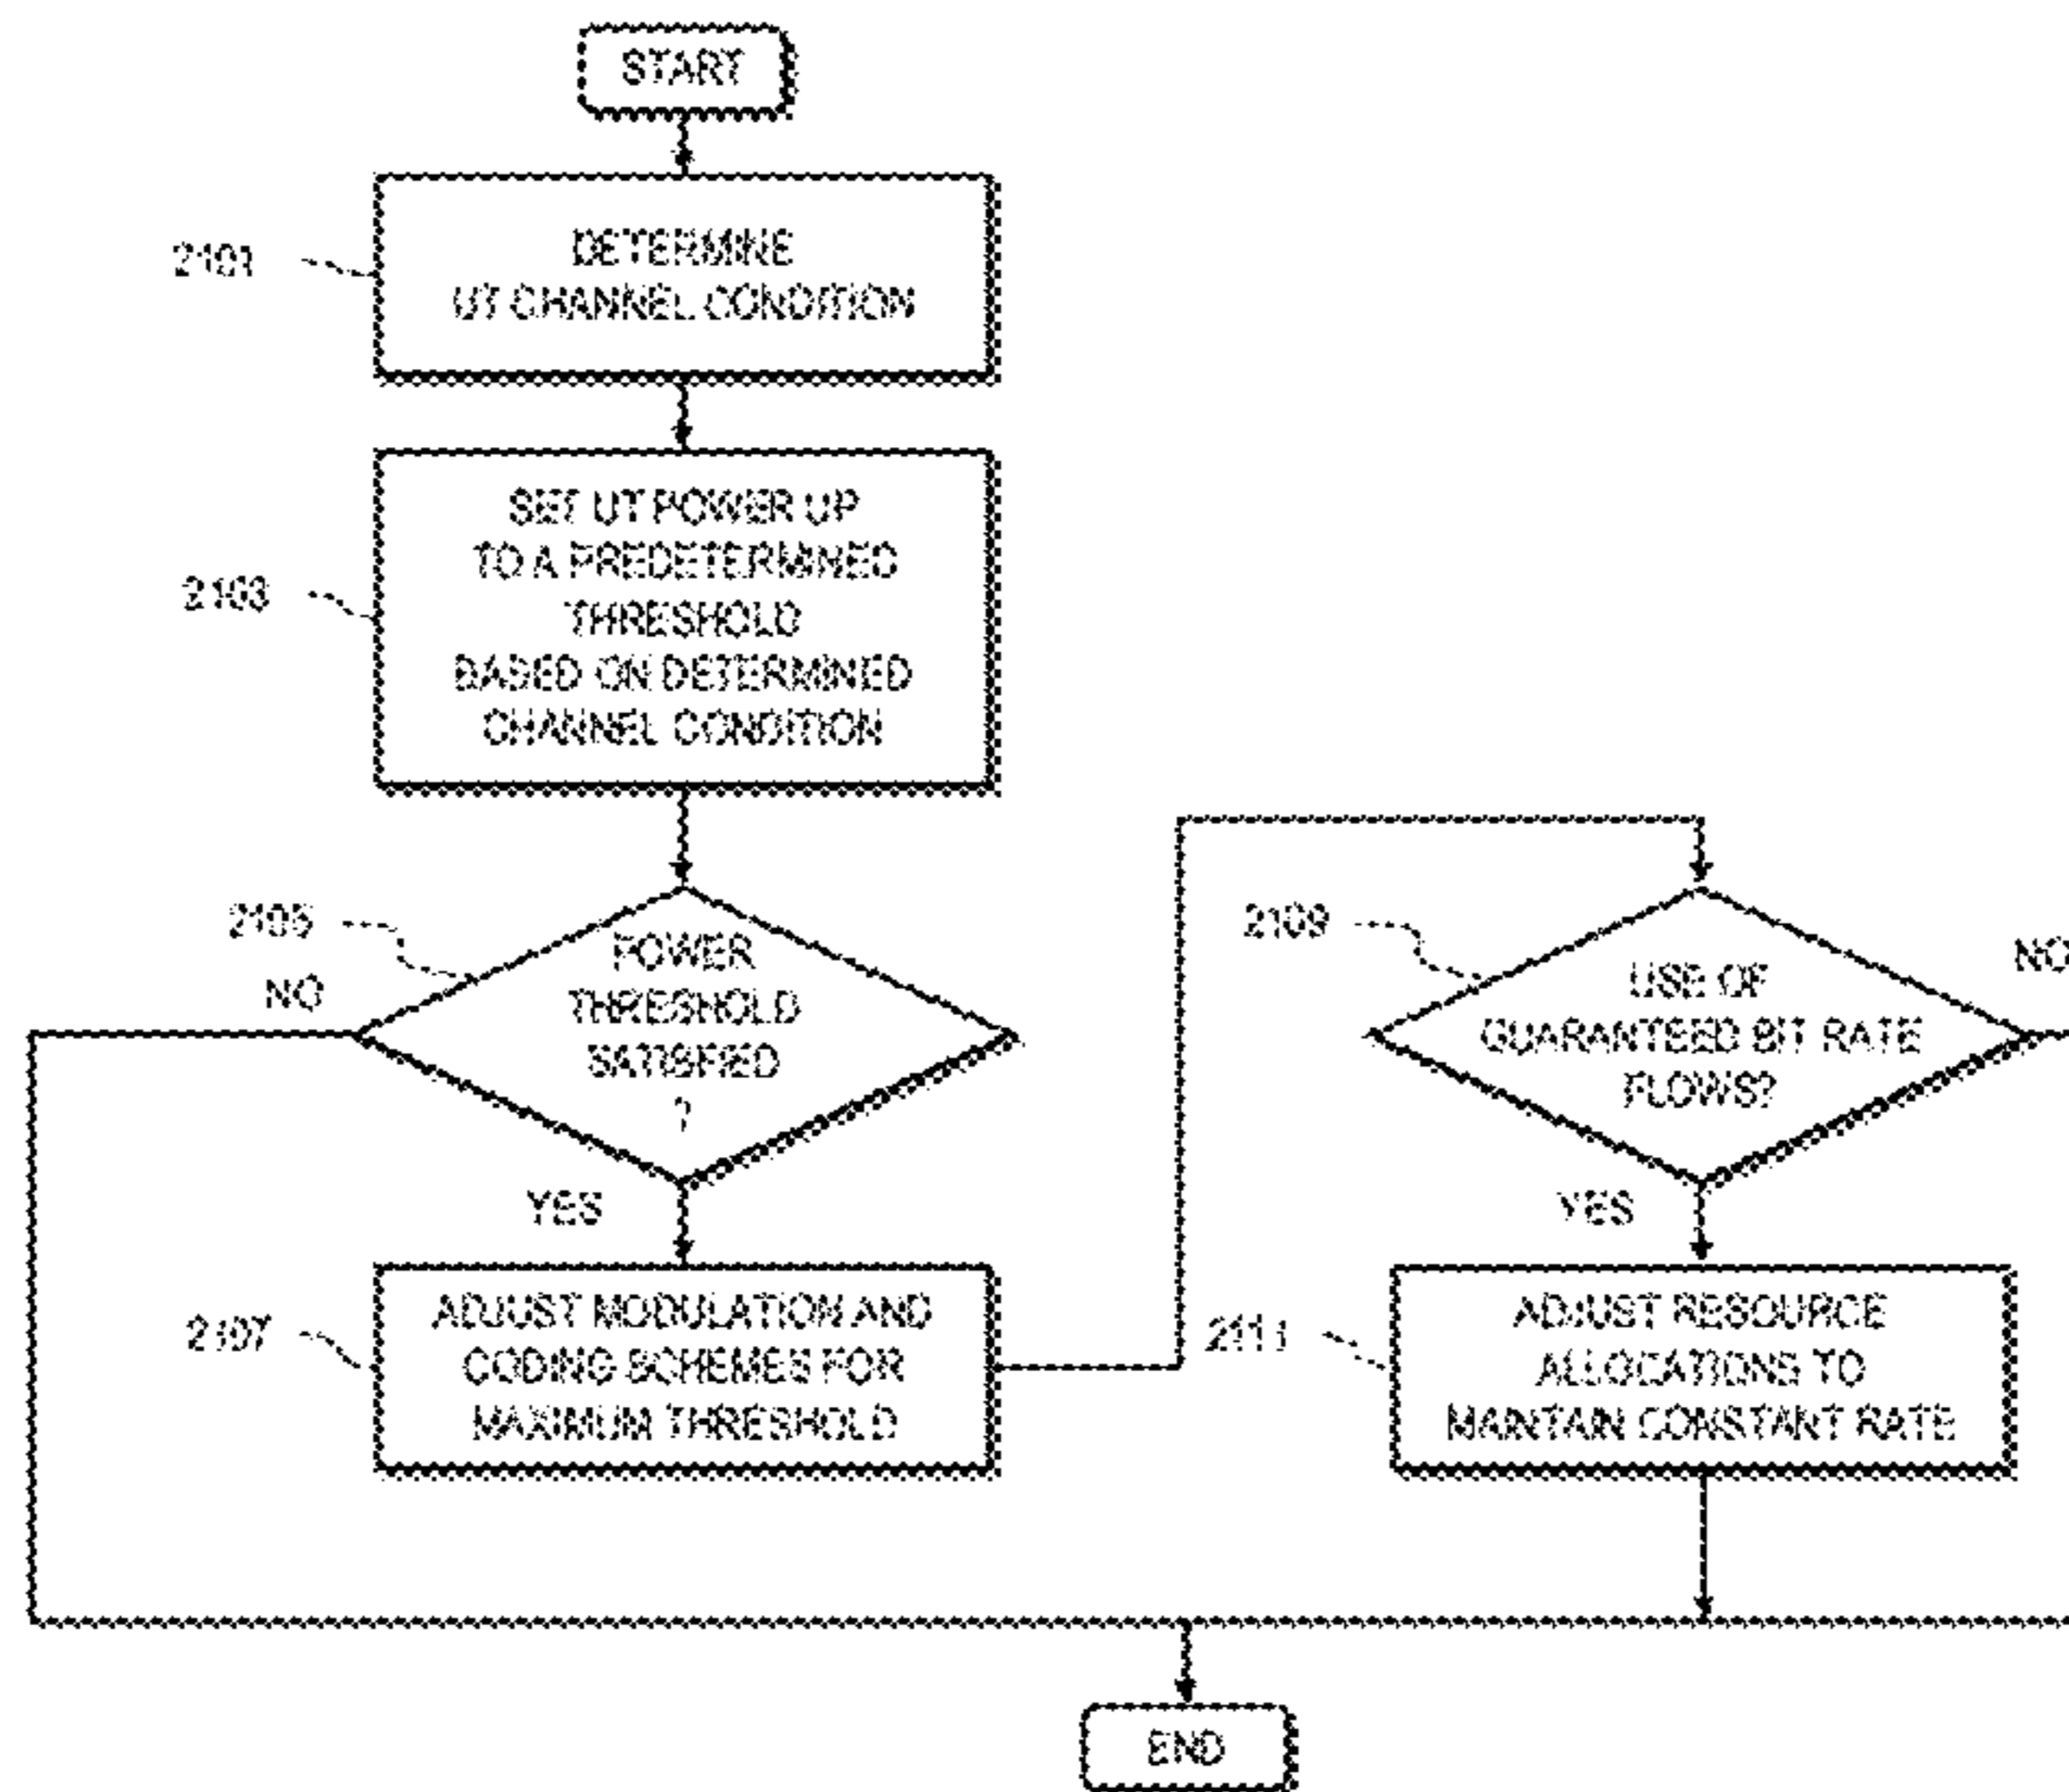 START
2101
DETERMINE
UT CHANNEL CONDITION
2103
SET UT POWER UP
TO A PREDETERMINED
THRESHOLD
BASED ON DETERMINED
CHANNEL CONDITION
2105
POWER
THRESHOLD
SATISFIED
?
NO
YES
2107
ADJUST MODULATION AND
CODING SCHEMES FOR
MAXIMUM THRESHOLD
2109
USE OF
GUARANTEED BIT RATE
FLOWS?
NO
YES
2111
ADJUST RESOURCE
ALLOCATIONS TO
MAINTAIN CONSTANT RATE
END